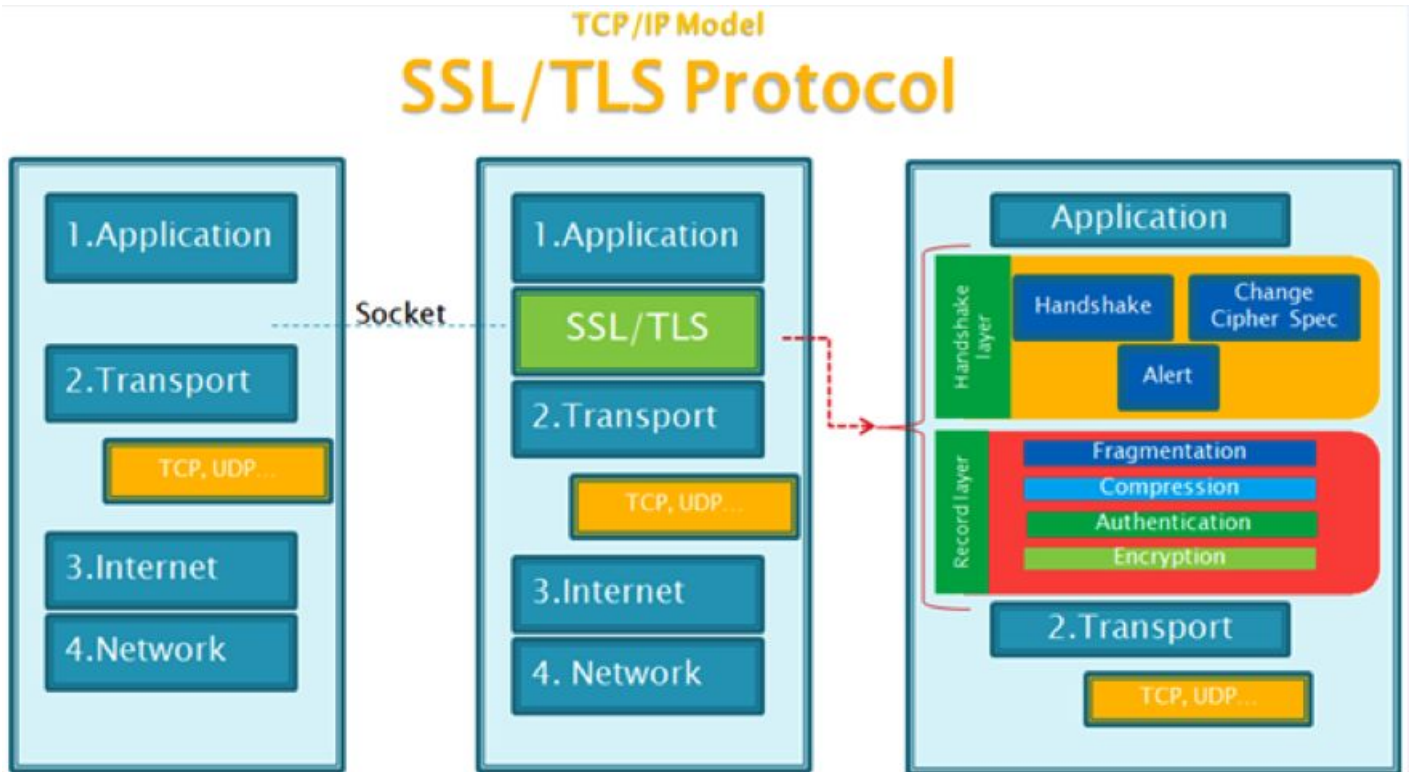 TCP/IP Model
SSL/TLS Protocol
1.Application
2.Transport
TCP, UDP...
3.Internet
4.Network
Socket
1.Application
SSL/TLS
2.Transport
TCP, UDP...
3.Internet
4. Network
Application
Handshake
layer
Handshake
Change
Cipher Spec
Alert
Record layer
Fragmentation
Compression
Authentication
Encryption
2.Transport
TCP, UDP...